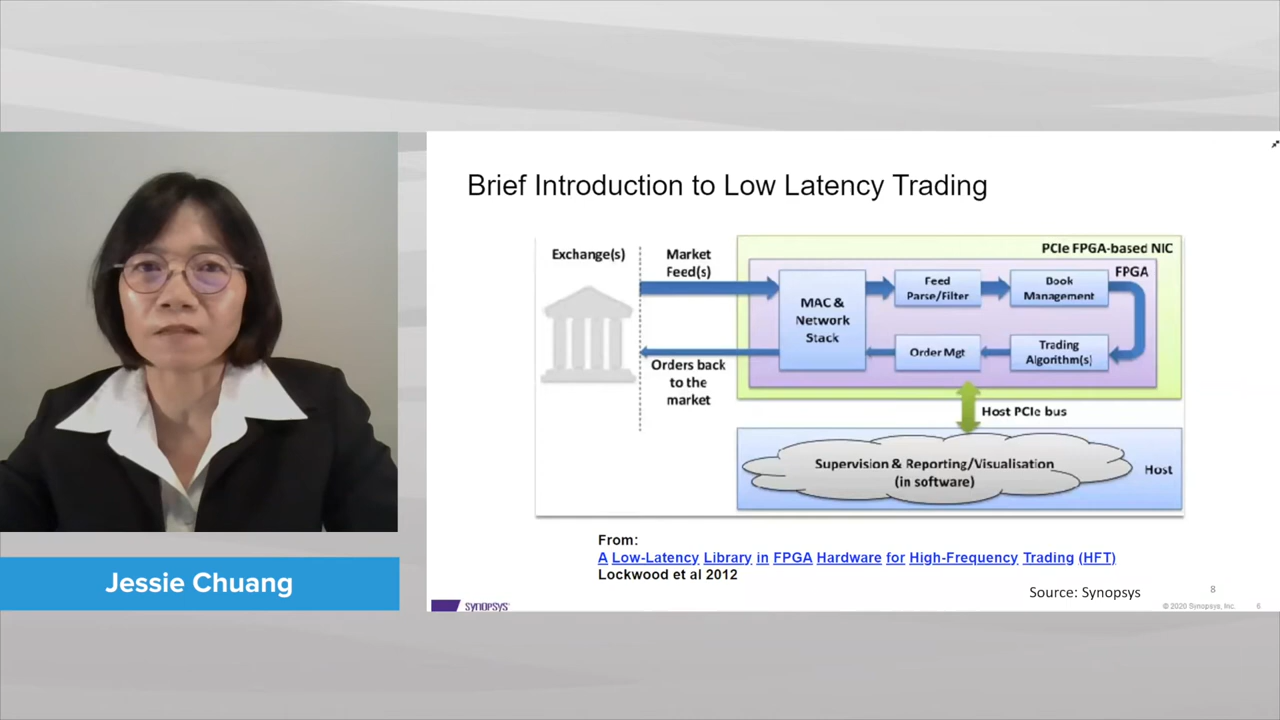 Brief Introduction to Low Latency Trading
Exchange(s)
Market
Feed(s)
PCIe FPGA-based NIC
FPGA
MAC &
Network
Stack
Feed
Parse/Filter
Book
Management
Order Mgt
Trading
Algorithm(s)
Orders back
to the
market
Host PCIe bus
Supervision & Reporting/Visualisation
(in software)
Host
From:
A Low-Latency Library in FPGA Hardware for High-Frequency Trading (HFT)
Lockwood et al 2012
Source: Synopsys
8
SYNOPSYS®
© 2020 Synopsys, Inc.
6
Jessie Chuang